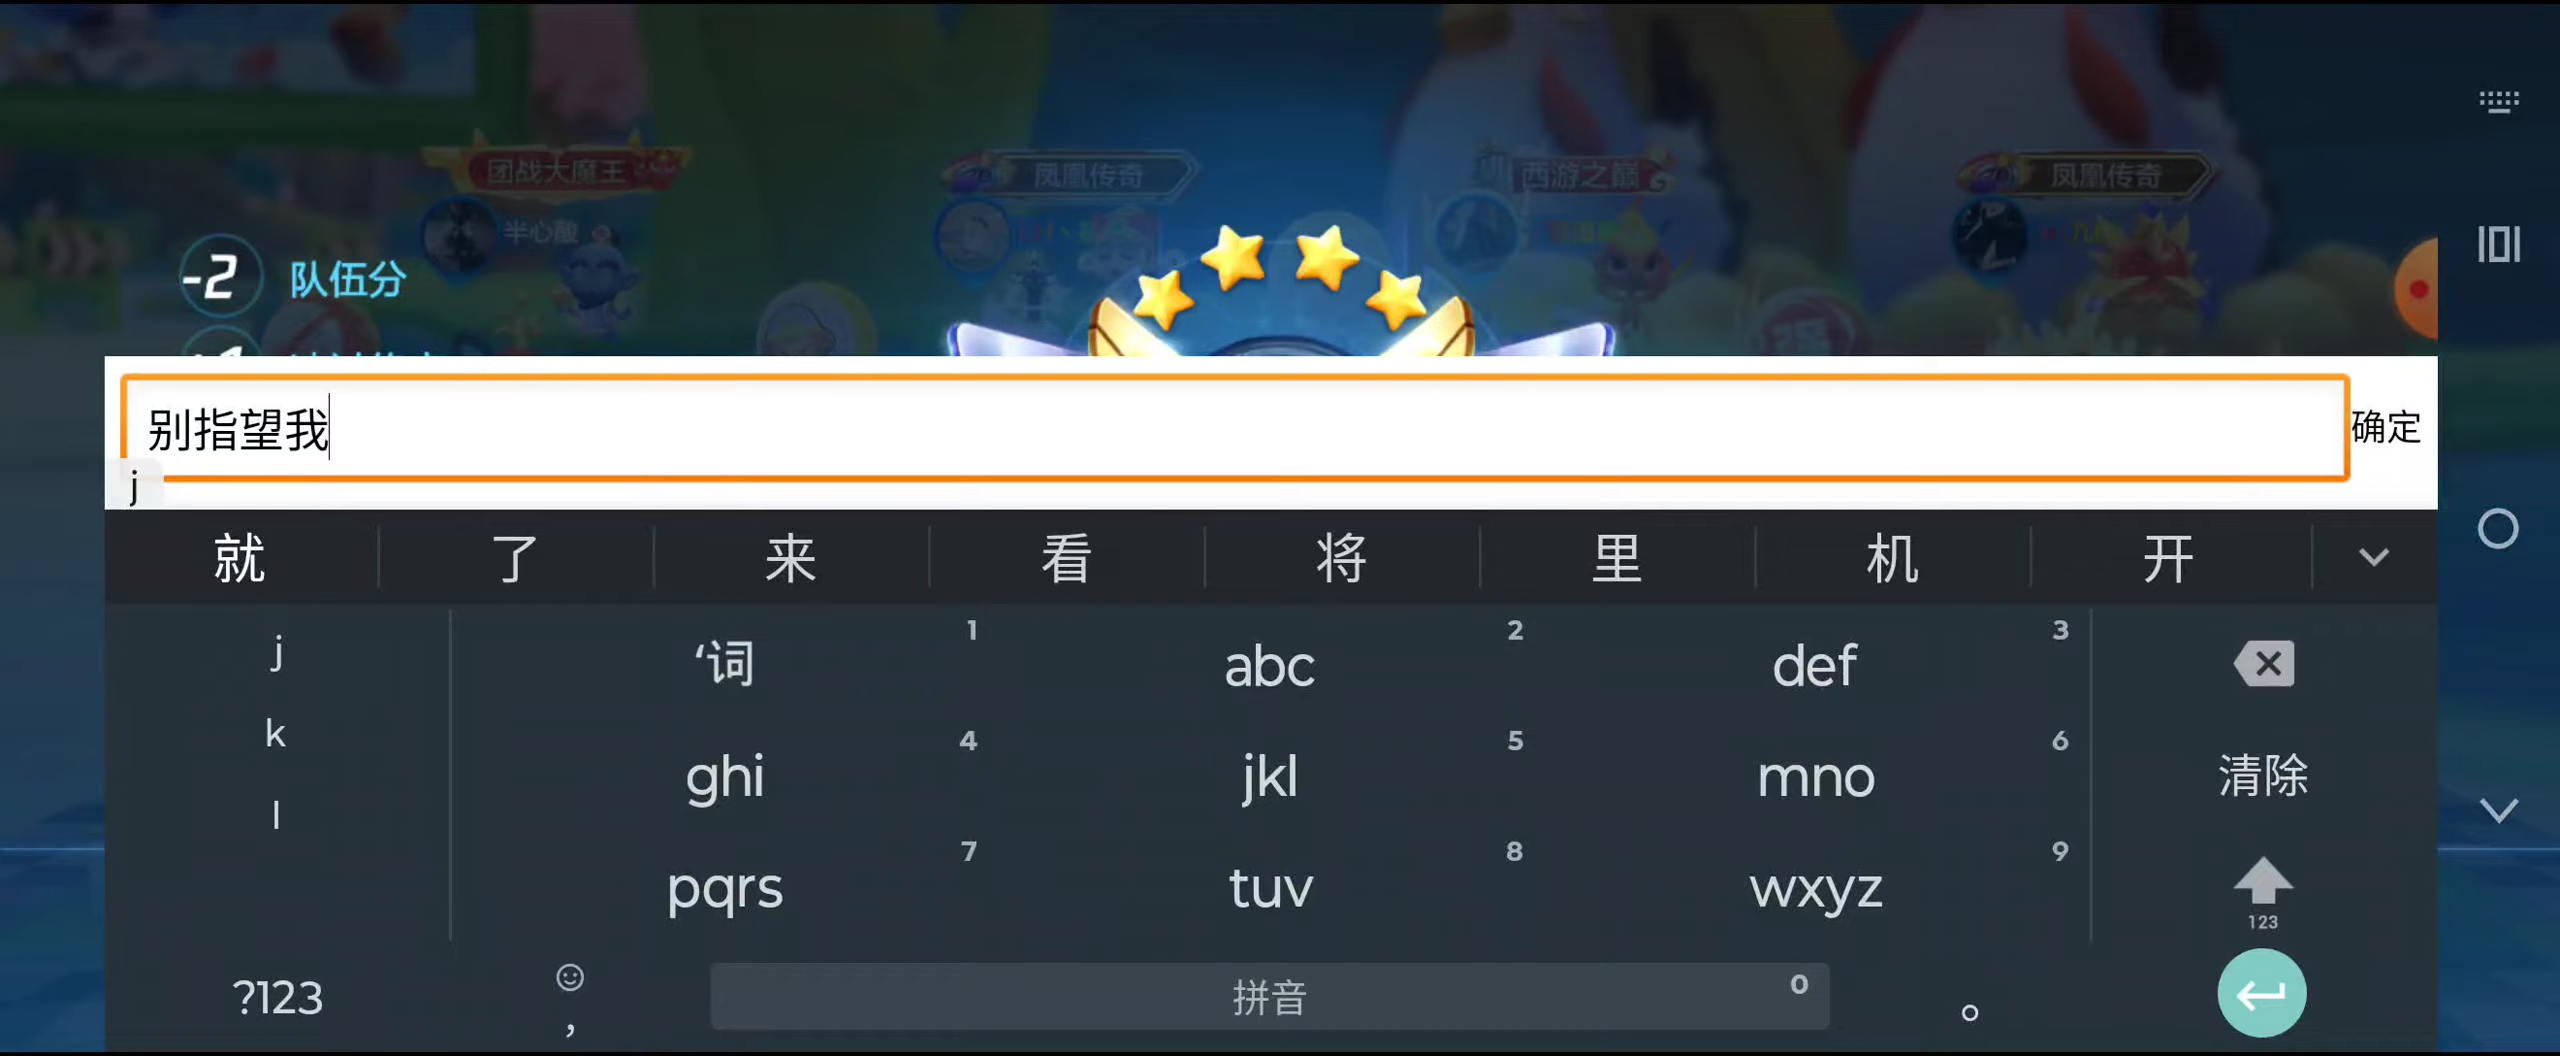 团战大魔王
凤凰传奇
西游之巅
凤凰传奇
半心酸
-2 队伍分
别指望我
确定
j
就 了 来 看 将 里 机 开
j
k
l
‘词 1
abc 2
def 3
ghi 4
jkl 5
mno 6
清除
pqrs 7
tuv 8
wxyz 9
123
?123
,
拼音 0
。